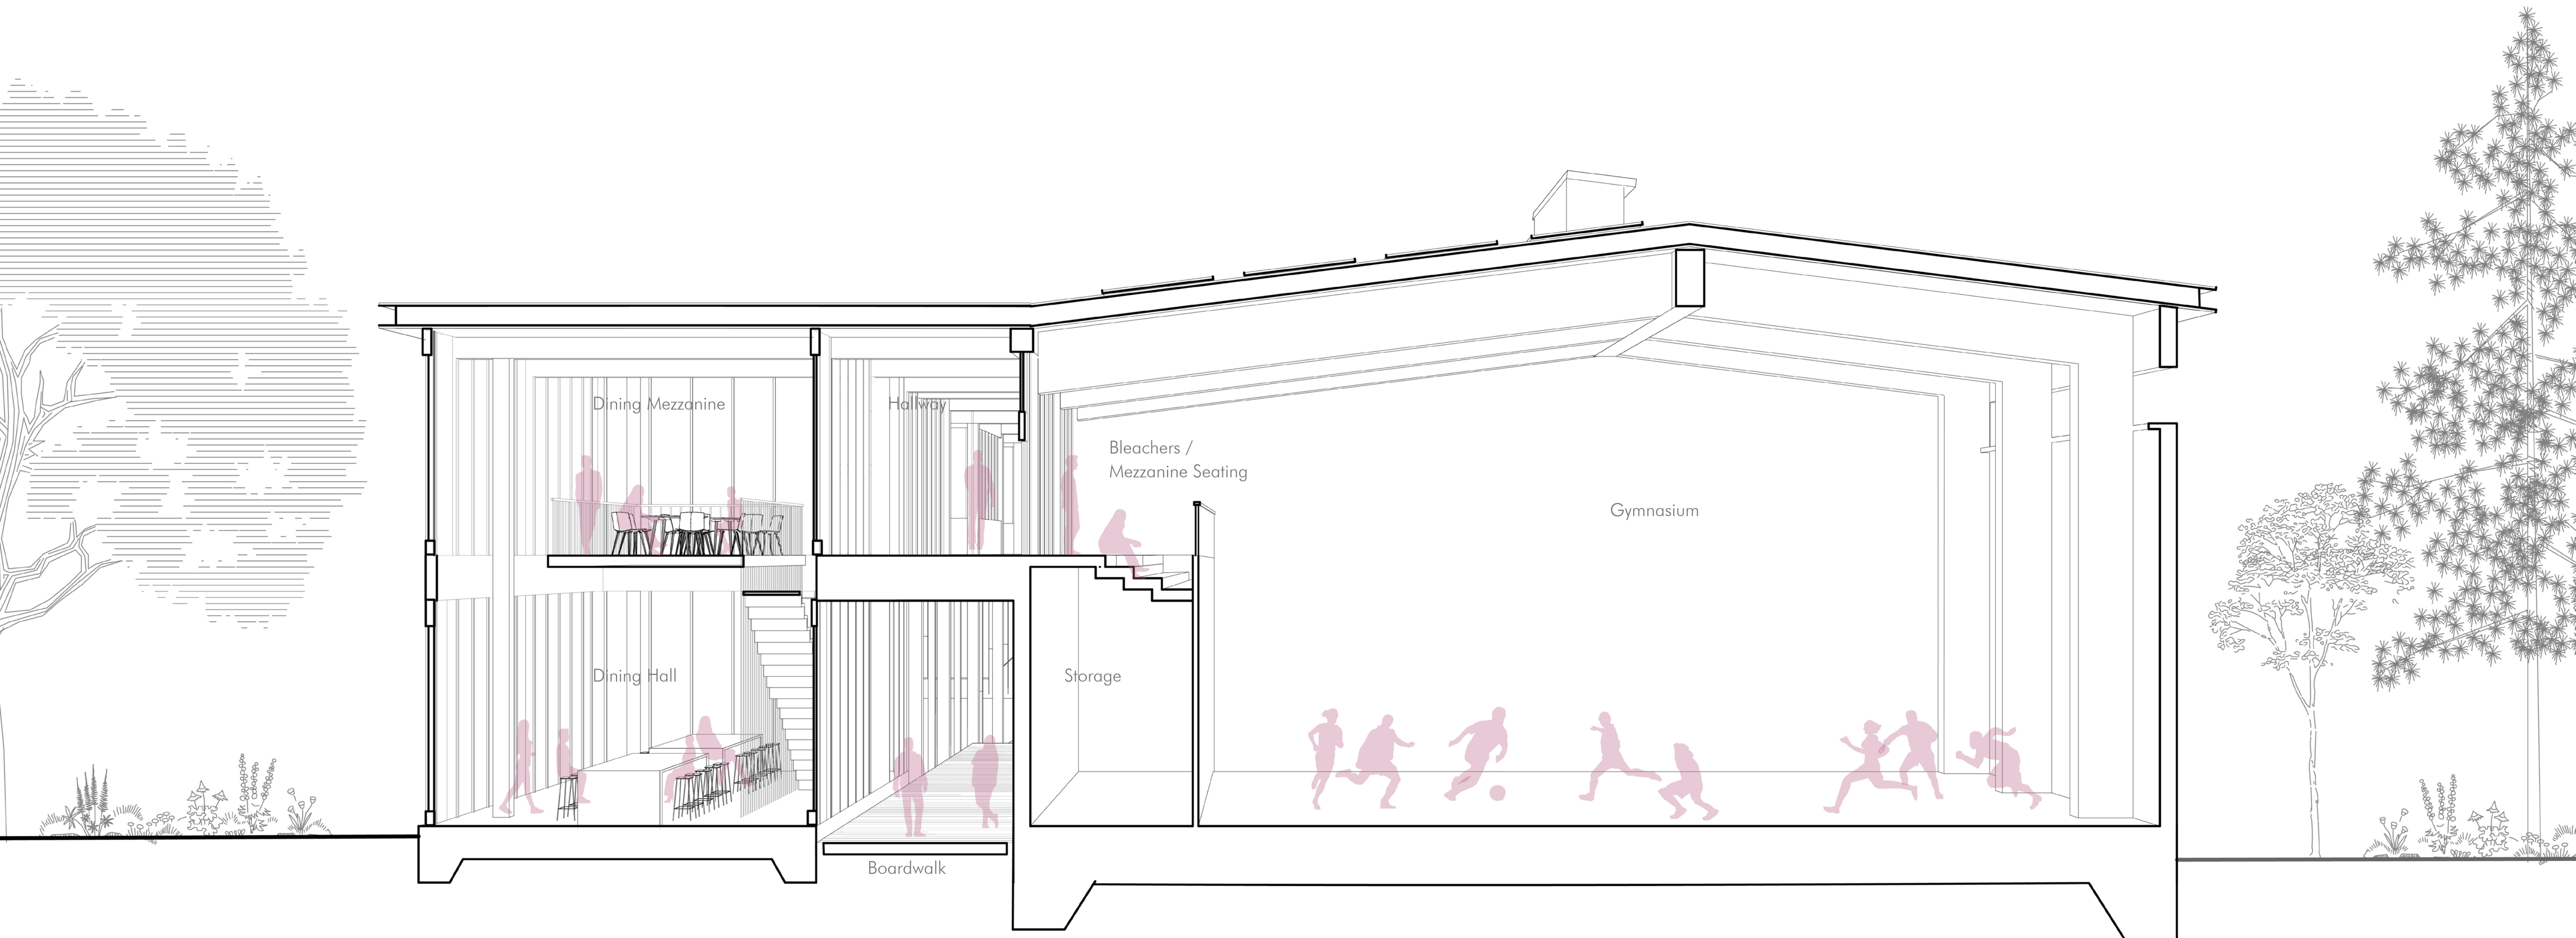 Dining Mezzanine
Hallway
Bleachers /
Mezzanine Seating
Gymnasium
Dining Hall
Storage
Boardwalk